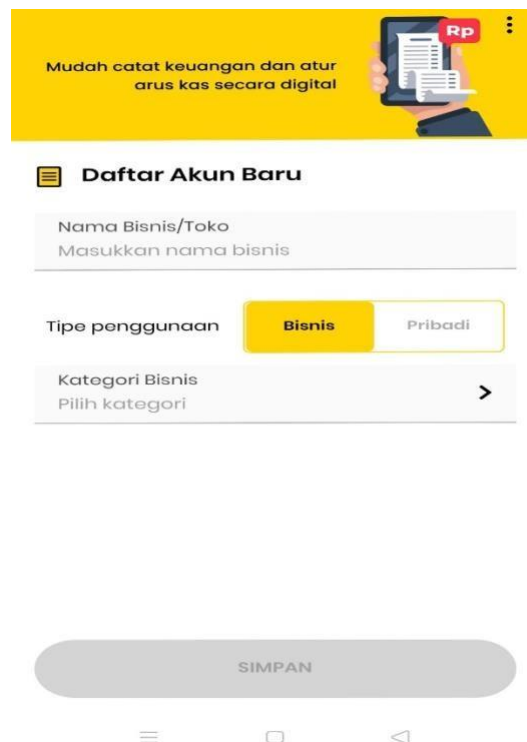 Mudah catat keuangan dan atur
arus kas secara digital
Rp
Daftar Akun Baru
Nama Bisnis/Toko
Masukkan nama bisnis
Tipe penggunaan
Bisnis
Pribadi
Kategori Bisnis
Pilih kategori
SIMPAN